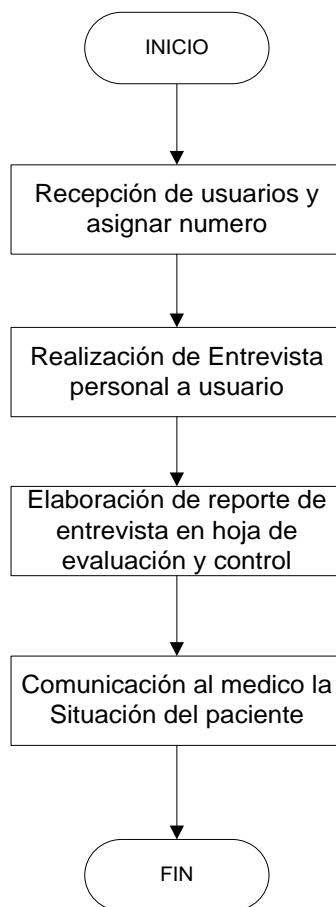 INICIO
Recepción de usuarios y
asignar numero
Realización de Entrevista
personal a usuario
Elaboración de reporte de
entrevista en hoja de
evaluación y control
Comunicación al medico la
Situación del paciente
FIN